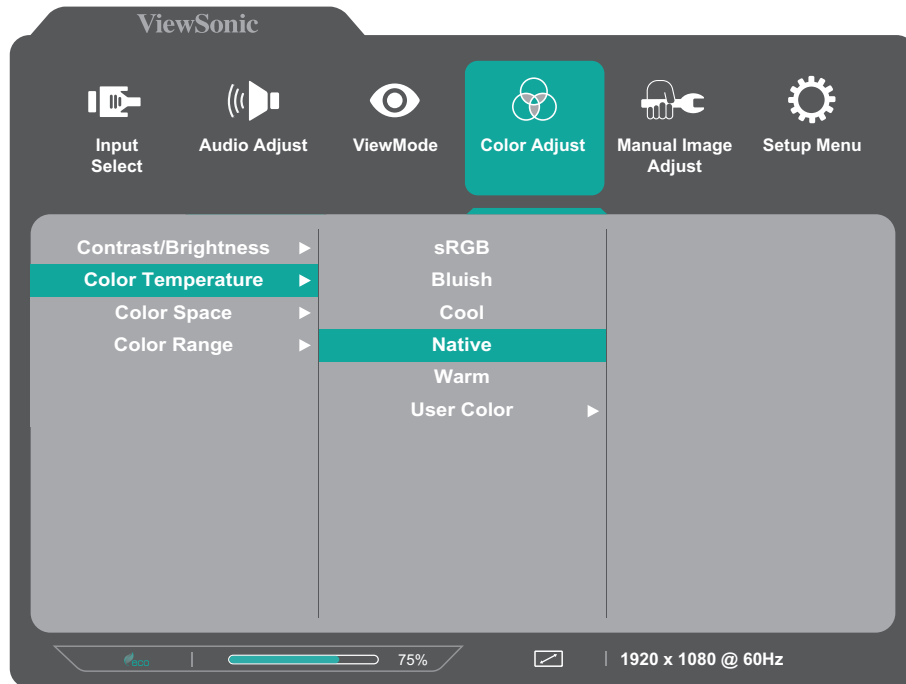 ViewSonic
Input
Select
Audio Adjust
ViewMode
Color Adjust
Manual Image
Adjust
Setup Menu
Contrast/Brightness
Color Temperature
Color Space
Color Range
sRGB
Bluish
Cool
Native
Warm
User Color
eco
75%
1920 x 1080 @ 60Hz